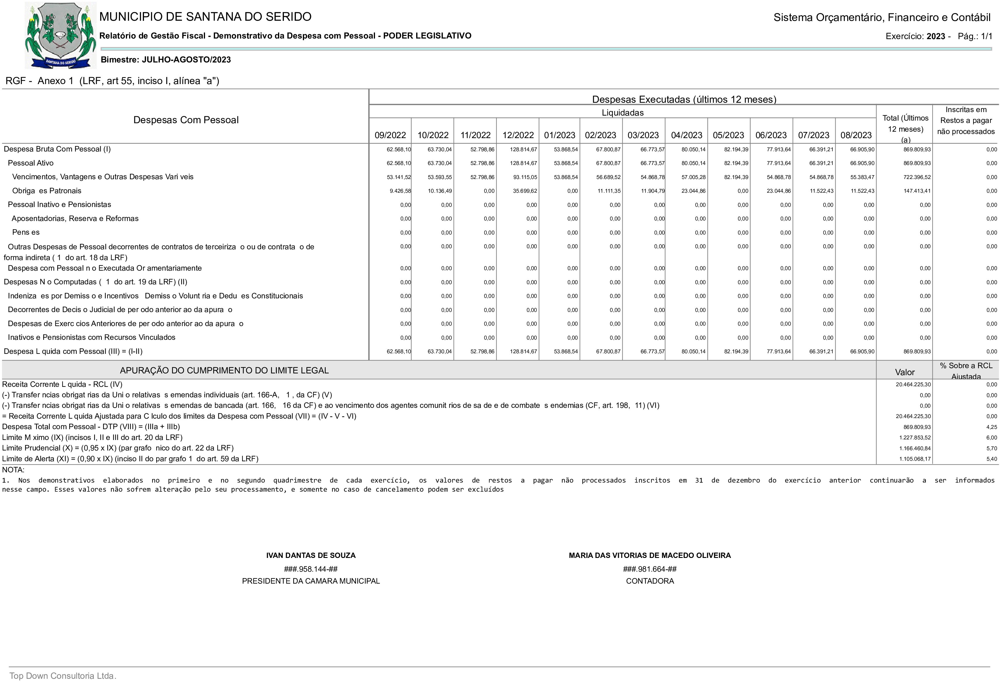 MUNICIPIO DE SANTANA DO SERIDO
Sistema Orçamentário, Financeiro e Contábil
Relatório de Gestão Fiscal - Demonstrativo da Despesa com Pessoal - PODER LEGISLATIVO
Exercício: 2023 - Pág.: 1/1
SANTANA DO SERIDO
Bimestre: JULHO-AGOSTO/2023
RGF - Anexo 1 (LRF, art 55, inciso I, alínea "a")
Despesas Com Pessoal
Despesas Executadas (últimos 12 meses)
Liquidadas
Total (Últimos 12 meses) (a)
Inscritas em Restos a pagar não processados
09/2022 10/2022 11/2022 12/2022 01/2023 02/2023 03/2023 04/2023 05/2023 06/2023 07/2023 08/2023
Despesa Bruta Com Pessoal (I) 62.568,10 63.730,04 52.798,86 128.814,67 53.868,54 67.800,87 66.773,57 80.050,14 82.194,39 77.913,64 66.391,21 66.905,90 869.809,93 0,00
Pessoal Ativo 62.568,10 63.730,04 52.798,86 128.814,67 53.868,54 67.800,87 66.773,57 80.050,14 82.194,39 77.913,64 66.391,21 66.905,90 869.809,93 0,00
Vencimentos, Vantagens e Outras Despesas Vari veis 53.141,52 53.593,55 52.798,86 93.115,05 53.868,54 56.689,52 54.868,78 57.005,28 82.194,39 54.868,78 54.868,78 55.383,47 722.396,52 0,00
Obriga es Patronais 9.426,58 10.136,49 0,00 35.699,62 0,00 11.111,35 11.904,79 23.044,86 0,00 23.044,86 11.522,43 11.522,43 147.413,41 0,00
Pessoal Inativo e Pensionistas 0,00 0,00 0,00 0,00 0,00 0,00 0,00 0,00 0,00 0,00 0,00 0,00 0,00 0,00
Aposentadorias, Reserva e Reformas 0,00 0,00 0,00 0,00 0,00 0,00 0,00 0,00 0,00 0,00 0,00 0,00 0,00 0,00
Pens es 0,00 0,00 0,00 0,00 0,00 0,00 0,00 0,00 0,00 0,00 0,00 0,00 0,00 0,00
Outras Despesas de Pessoal decorrentes de contratos de terceiriza o ou de contrata o de 0,00 0,00 0,00 0,00 0,00 0,00 0,00 0,00 0,00 0,00 0,00 0,00 0,00 0,00
forma indireta ( 1 do art. 18 da LRF)
Despesa com Pessoal n o Executada Or amentariamente 0,00 0,00 0,00 0,00 0,00 0,00 0,00 0,00 0,00 0,00 0,00 0,00 0,00 0,00
Despesas N o Computadas ( 1 do art. 19 da LRF) (II) 0,00 0,00 0,00 0,00 0,00 0,00 0,00 0,00 0,00 0,00 0,00 0,00 0,00 0,00
Indeniza es por Demiss o e Incentivos Demiss o Volunt ria e Dedu es Constitucionais 0,00 0,00 0,00 0,00 0,00 0,00 0,00 0,00 0,00 0,00 0,00 0,00 0,00 0,00
Decorrentes de Decis o Judicial de per odo anterior ao da apura o 0,00 0,00 0,00 0,00 0,00 0,00 0,00 0,00 0,00 0,00 0,00 0,00 0,00 0,00
Despesas de Exerc cios Anteriores de per odo anterior ao da apura o 0,00 0,00 0,00 0,00 0,00 0,00 0,00 0,00 0,00 0,00 0,00 0,00 0,00 0,00
Inativos e Pensionistas com Recursos Vinculados 0,00 0,00 0,00 0,00 0,00 0,00 0,00 0,00 0,00 0,00 0,00 0,00 0,00 0,00
Despesa L quida com Pessoal (III) = (I-II) 62.568,10 63.730,04 52.798,86 128.814,67 53.868,54 67.800,87 66.773,57 80.050,14 82.194,39 77.913,64 66.391,21 66.905,90 869.809,93 0,00
APURAÇÃO DO CUMPRIMENTO DO LIMITE LEGAL Valor % Sobre a RCL Ajustada
Receita Corrente L quida - RCL (IV) 20.464.225,30 0,00
(-) Transfer ncias obrigat rias da Uni o relativas s emendas individuais (art. 166-A, 1 , da CF) (V) 0,00 0,00
(-) Transfer ncias obrigat rias da Uni o relativas s emendas de bancada (art. 166, 16 da CF) e ao vencimento dos agentes comunit rios de sa de e de combate s endemias (CF, art. 198, 11) (VI) 0,00 0,00
= Receita Corrente L quida Ajustada para C lculo dos limites da Despesa com Pessoal (VII) = (IV - V - VI) 20.464.225,30 0,00
Despesa Total com Pessoal - DTP (VIII) = (IIIa + IIIb) 869.809,93 4,25
Limite M ximo (IX) (incisos I, II e III do art. 20 da LRF) 1.227.853,52 6,00
Limite Prudencial (X) = (0,95 x IX) (par grafo nico do art. 22 da LRF) 1.166.460,84 5,70
Limite de Alerta (XI) = (0,90 x IX) (inciso II do par grafo 1 do art. 59 da LRF) 1.105.068,17 5,40
NOTA:
1. Nos demonstrativos elaborados no primeiro e no segundo quadrimestre de cada exercício, os valores de restos a pagar não processados inscritos em 31 de dezembro do exercício anterior continuarão a ser informados
nesse campo. Esses valores não sofrem alteração pelo seu processamento, e somente no caso de cancelamento podem ser excluídos
IVAN DANTAS DE SOUZA
###.958.144-##
PRESIDENTE DA CAMARA MUNICIPAL
MARIA DAS VITORIAS DE MACEDO OLIVEIRA
###.981.664-##
CONTADORA
Top Down Consultoria Ltda.